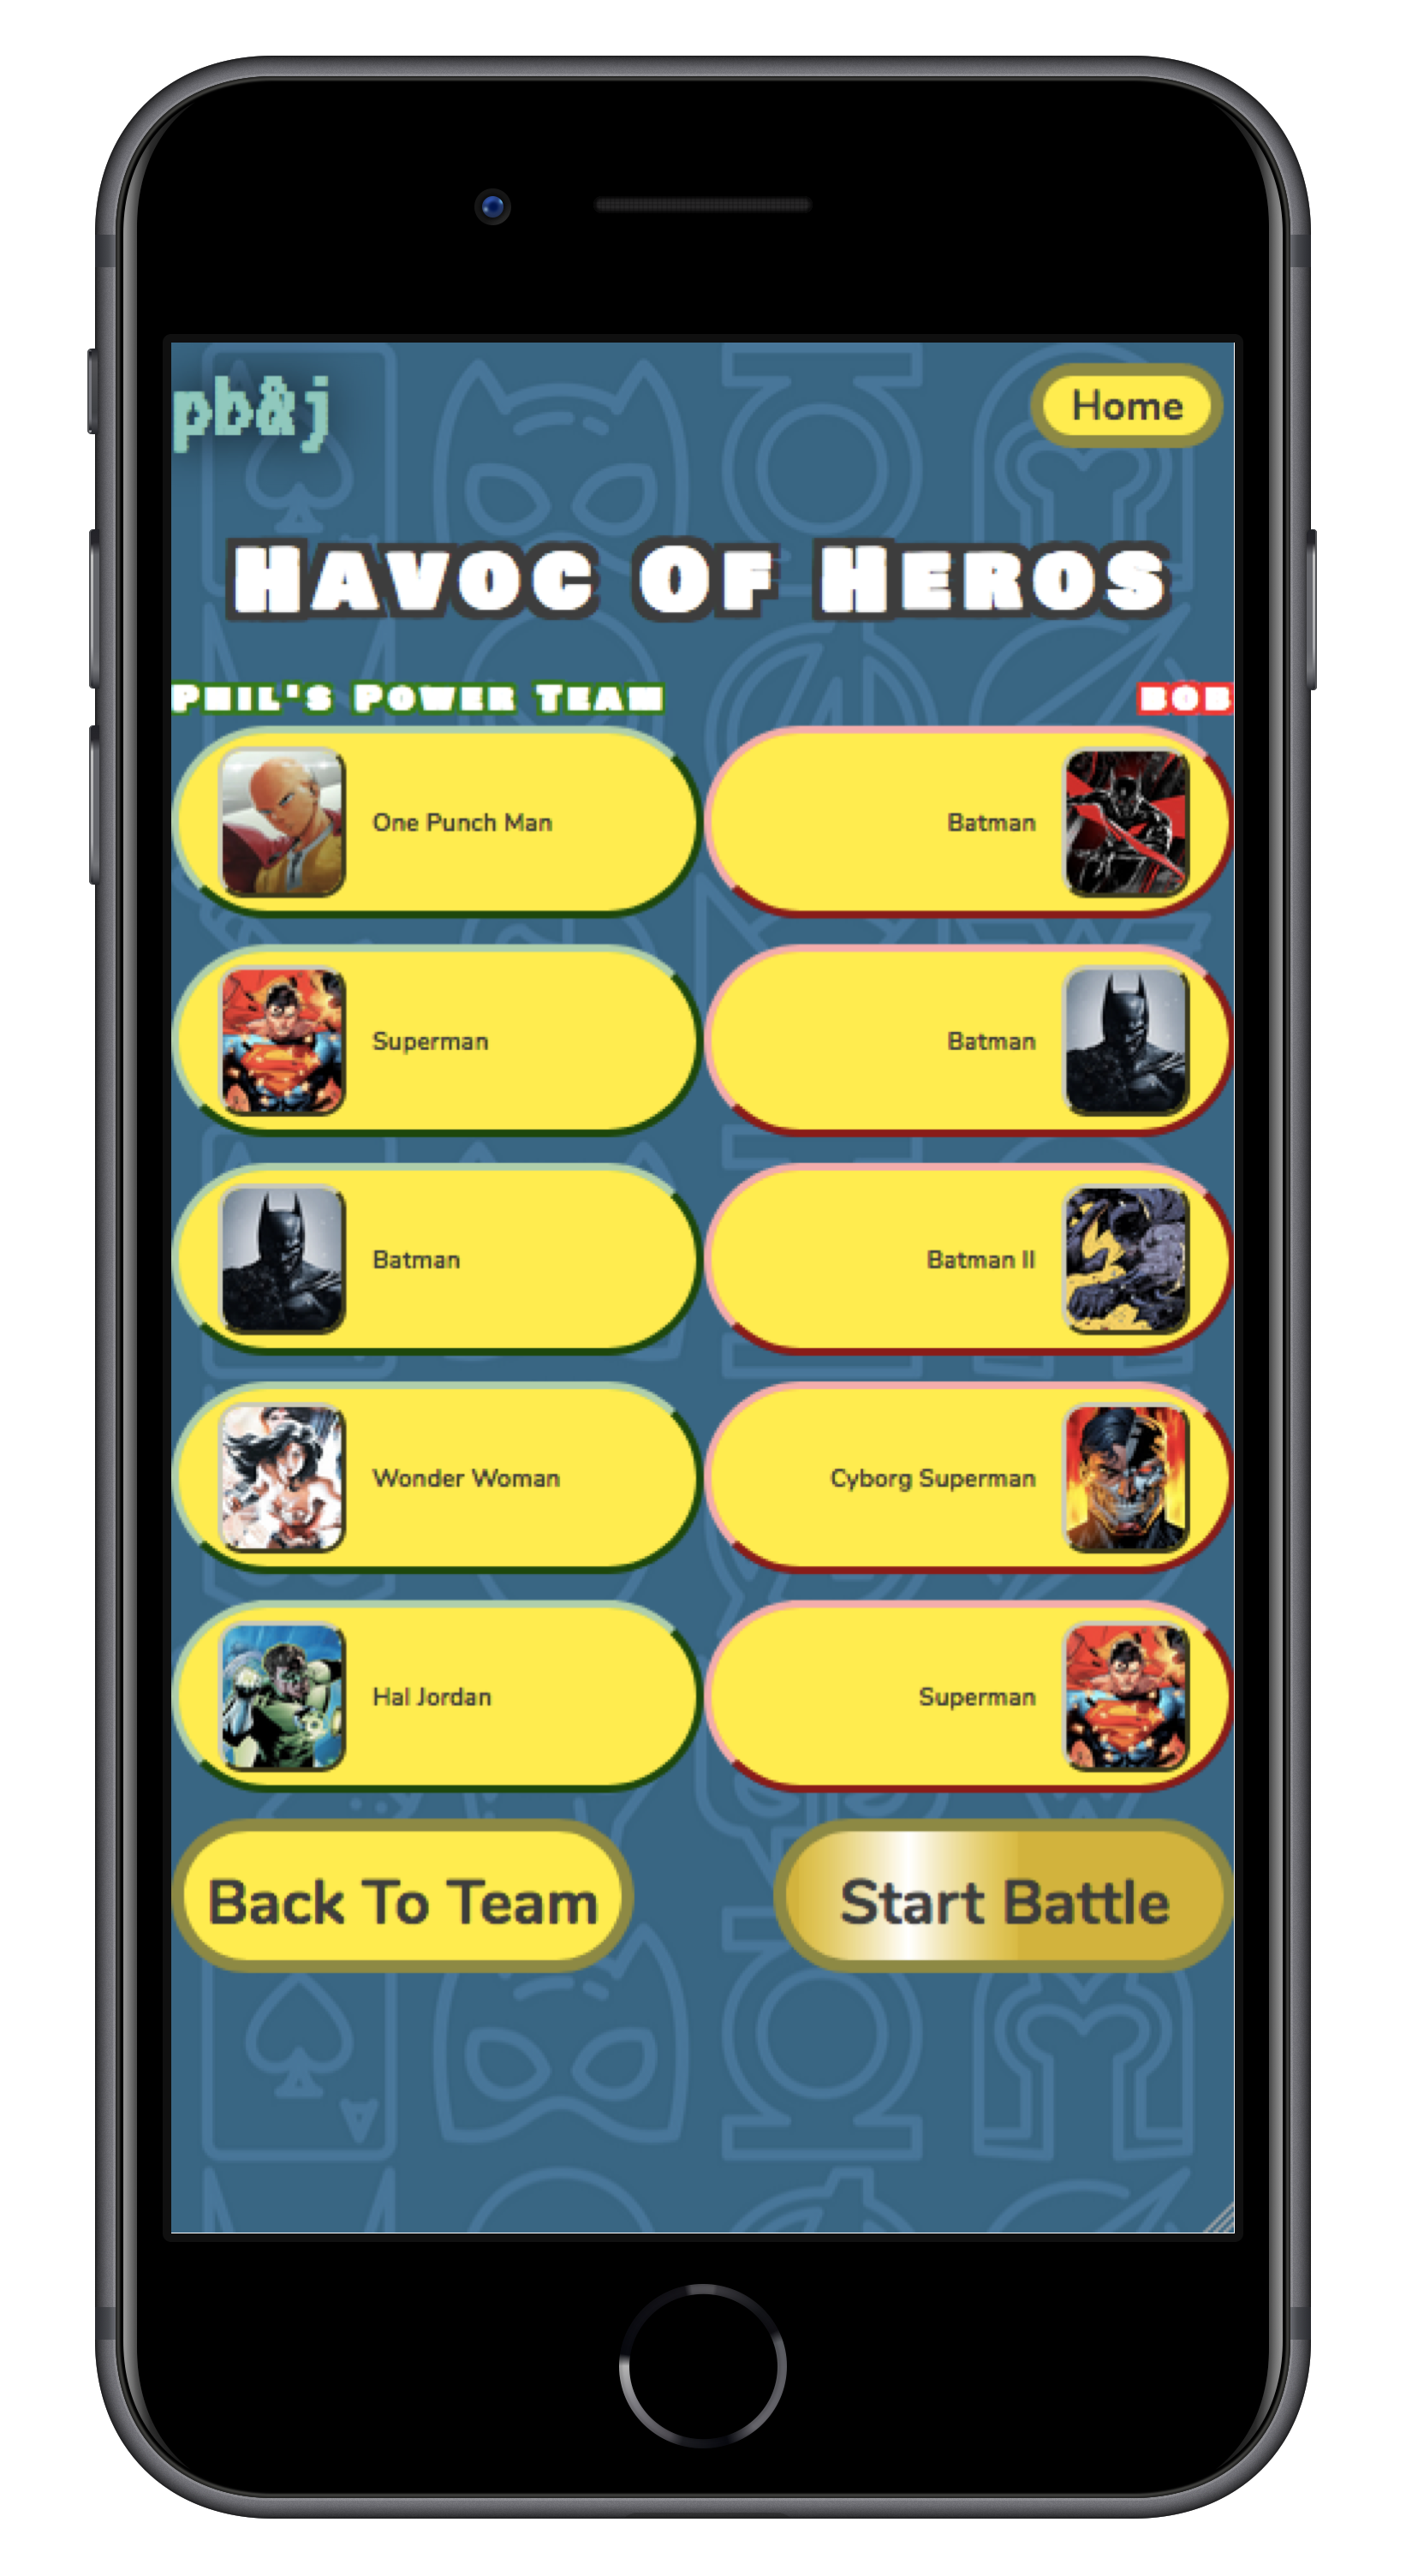 pb&j
Home
Havoc Of Heros
Phil's Power Team
BOB
One Punch Man
Batman
Superman
Batman
Batman
Batman II
Wonder Woman
Cyborg Superman
Hal Jordan
Superman
Back To Team
Start Battle